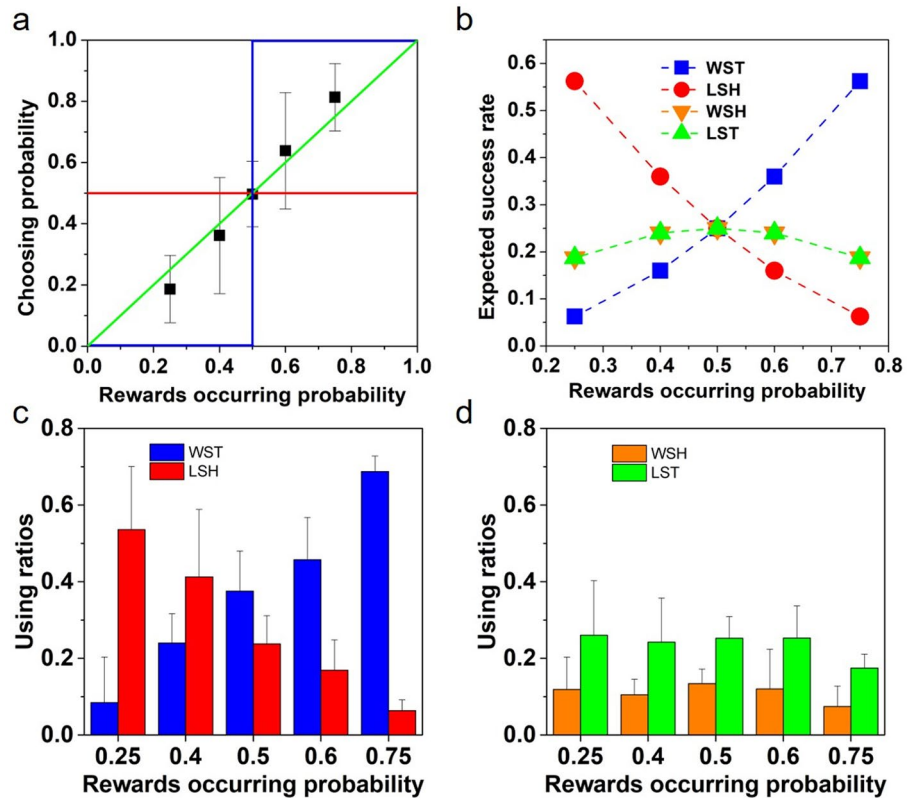 a
1.0
0.8
0.6
0.4
0.2
0.0
Choosing probability
0.0 0.2 0.4 0.6 0.8 1.0
Rewards occurring probability
b
0.6
0.5
0.4
0.3
0.2
0.1
0.0
Expected success rate
WST
LSH
WSH
LST
0.2 0.3 0.4 0.5 0.6 0.7 0.8
Rewards occurring probability
c
0.8
0.6
0.4
0.2
0.0
Using ratios
WST
LSH
0.25 0.4 0.5 0.6 0.75
Rewards occurring probability
d
0.8
0.6
0.4
0.2
0.0
Using ratios
WSH
LST
0.25 0.4 0.5 0.6 0.75
Rewards occurring probability